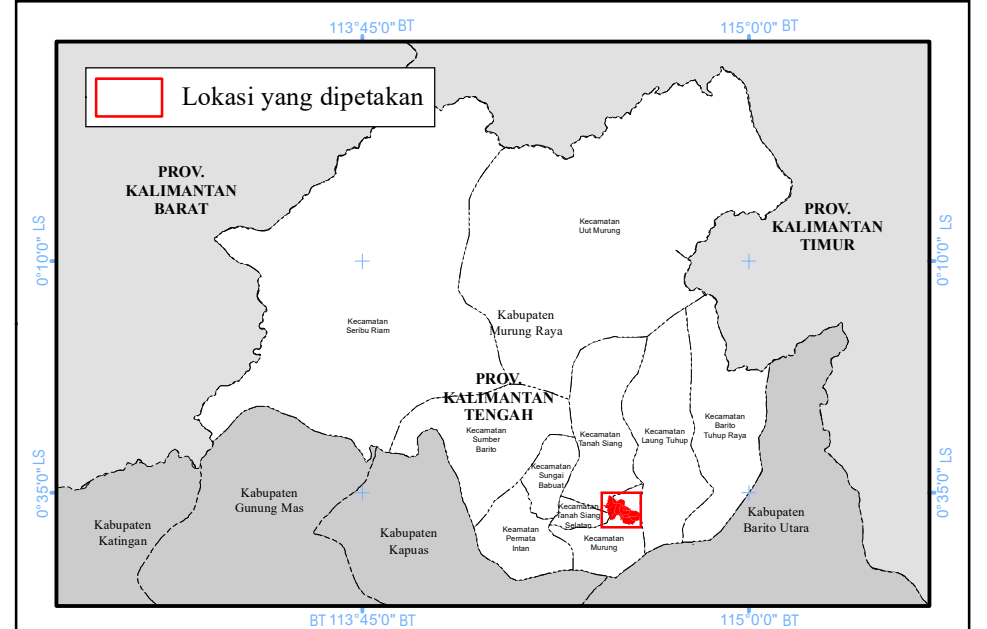 113°45'0" BT
115°0'0" BT
Lokasi yang dipetakan
PROV.
KALIMANTAN
BARAT
PROV.
KALIMANTAN
TIMUR
Kecamatan
Uut Murung
0°10'0" LS
0°10'0" LS
Kecamatan
Seribu Riam
Kabupaten
Murung Raya
PROV.
KALIMANTAN
TENGAH
Kecamatan
Sumber
Barito
Kecamatan
Tanah Siang
Kecamatan
Laung Tuhup
Kecamatan
Barito
Tuhup Raya
Kecamatan
Sungai
Babuat
0°35'0" LS
0°35'0" LS
Kabupaten
Gunung Mas
Kabupaten
Katingan
Kabupaten
Kapuas
Kecamatan
Tanah Siang
Selatan
Keamatan
Permata
Intan
Kecamatan
Murung
Kabupaten
Barito Utara
BT 113°45'0" BT
115°0'0" BT